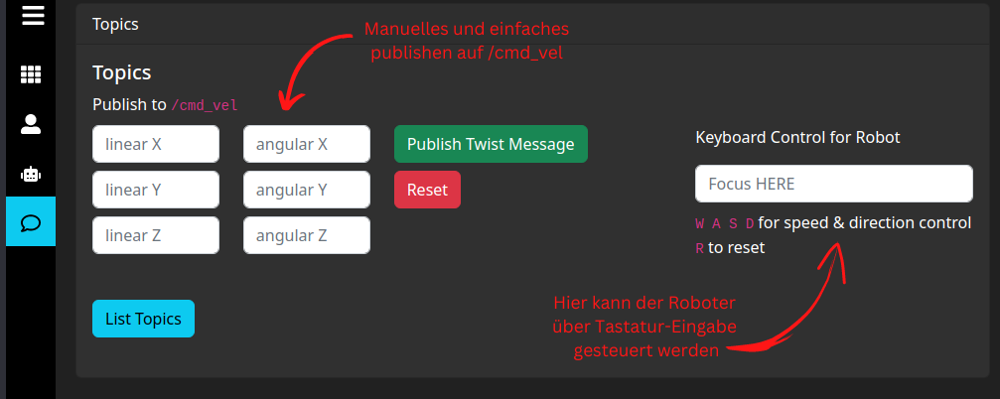 Topics
Manuelles und einfaches
publishen auf /cmd_vel
Topics
Publish to /cmd_vel
linear X
angular X
Publish Twist Message
linear Y
angular Y
Reset
linear Z
angular Z
Keyboard Control for Robot
Focus HERE
W A S D for speed & direction control
R to reset
List Topics
Hier kann der Roboter
über Tastatur-Eingabe
gesteuert werden